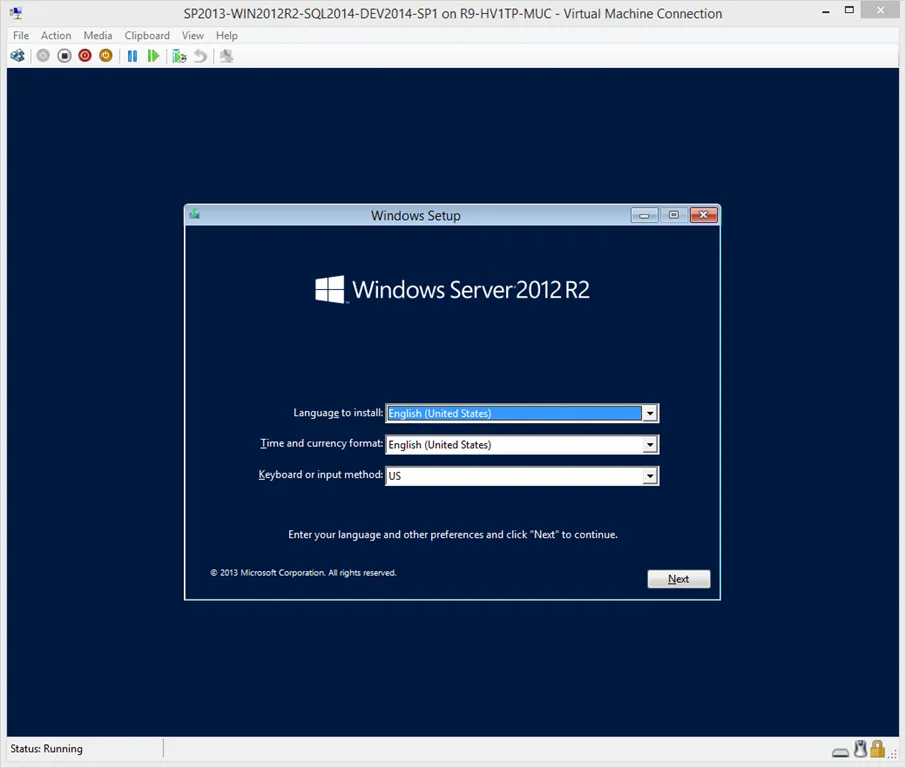 SP2013-WIN2012R2-SQL2014-DEV2014-SP1 on R9-HV1TP-MUC - Virtual Machine Connection
File Action Media Clipboard View Help
Windows Setup
Windows Server 2012 R2
Language to install: English (United States)
Time and currency format: English (United States)
Keyboard or input method: US
Enter your language and other preferences and click "Next" to continue.
© 2013 Microsoft Corporation. All rights reserved.
Next
Status: Running